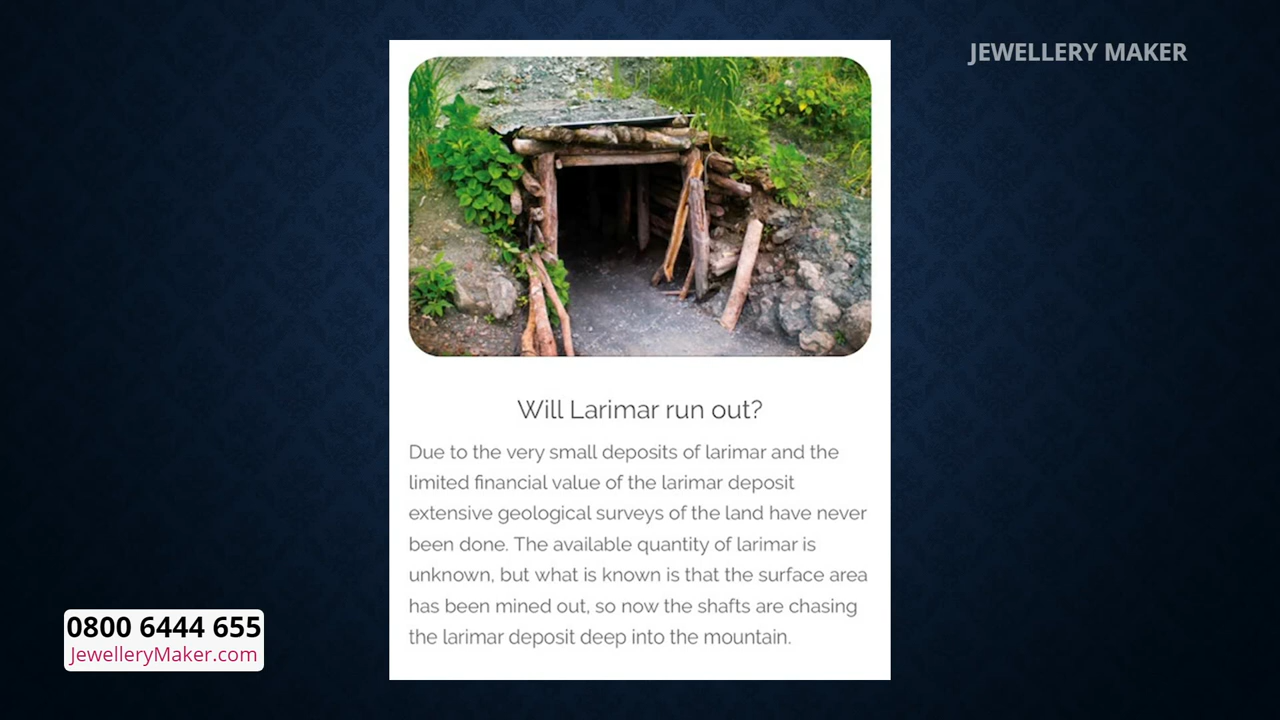 JEWELLERY MAKER
Will Larimar run out?
Due to the very small deposits of larimar and the
limited financial value of the larimar deposit
extensive geological surveys of the land have never
been done. The available quantity of larimar is
unknown, but what is known is that the surface area
has been mined out, so now the shafts are chasing
the larimar deposit deep into the mountain.
0800 6444 655
JewelleryMaker.com